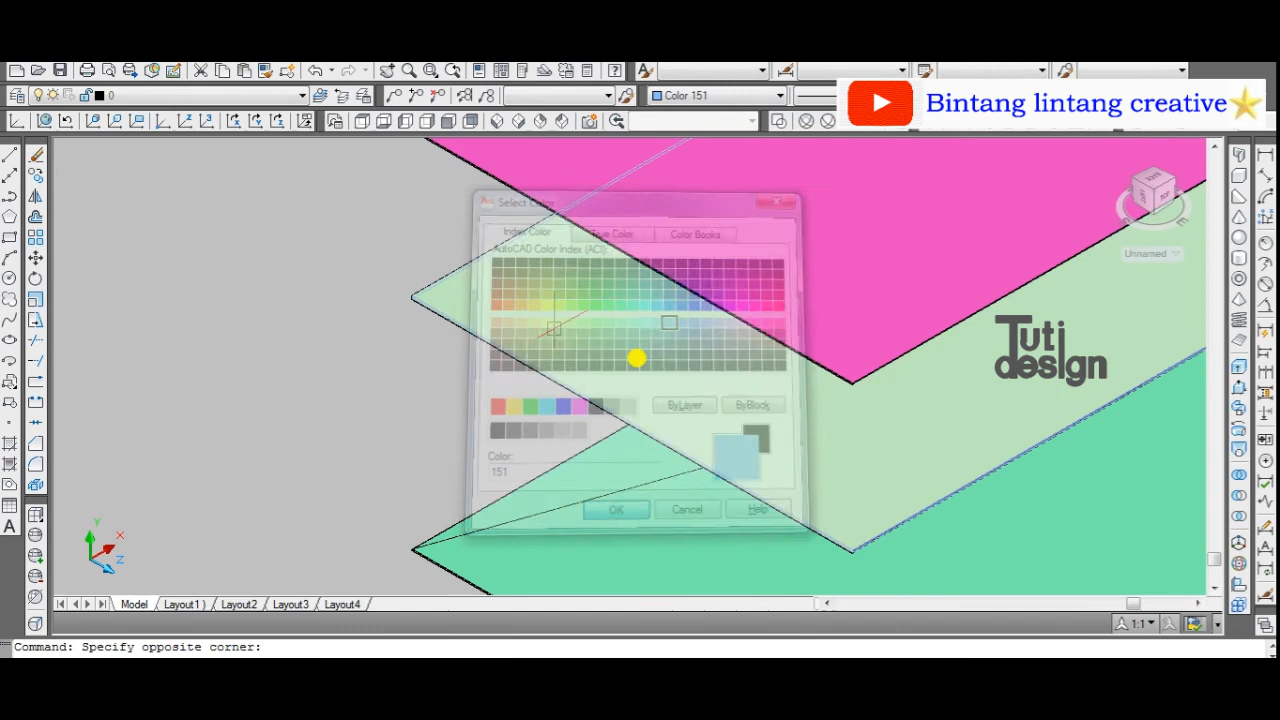 0
Color 151
Bintang lintang creative
Select Color
Index Color
True Color
Color Books
AutoCAD Color Index (ACI):
Unnamed
Tuti
design
ByLayer
ByBlock
Color:
151
OK
Cancel
Help
Y
X
Z
Model
Layout1
Layout2
Layout3
Layout4
1:1
Command: Specify opposite corner: